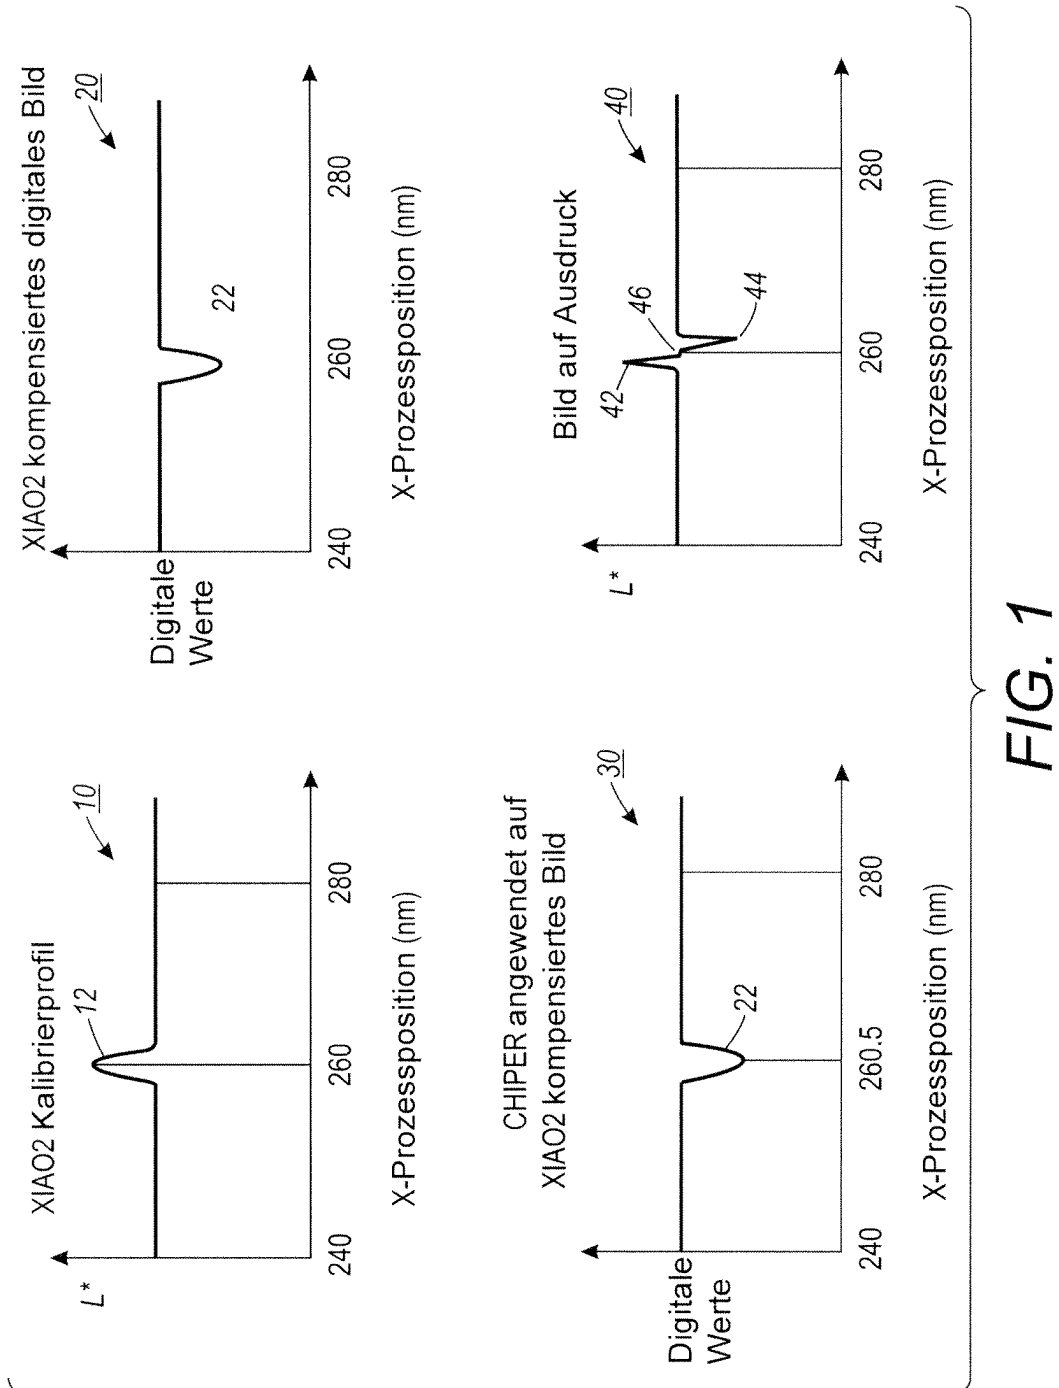 XIAO2 Kalibrierprofil
10
12
L*
240
260
280
X-Prozessposition (nm)
XIAO2 kompensiertes digitales Bild
20
22
Digitale
Werte
240
260
280
X-Prozessposition (nm)
CHIPER angewendet auf
XIAO2 kompensiertes Bild
30
22
Digitale
Werte
240
260.5
280
X-Prozessposition (nm)
Bild auf Ausdruck
40
42
46
44
L*
240
260
280
X-Prozessposition (nm)
FIG. 1